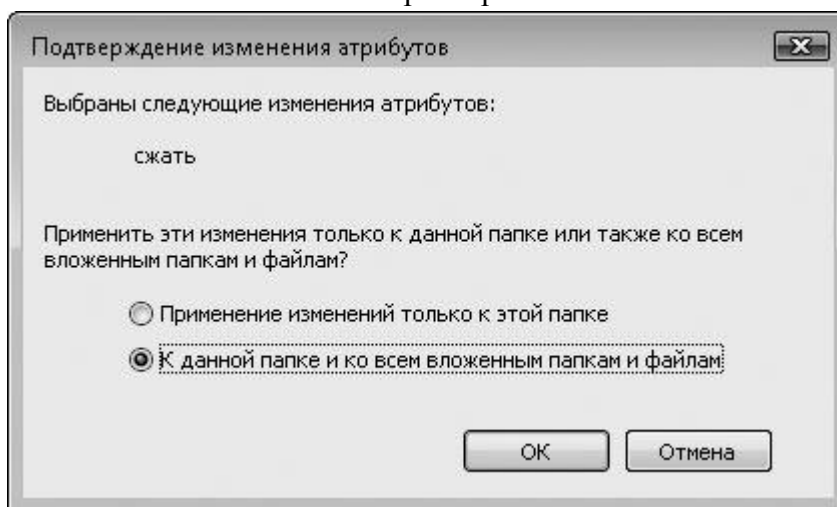 Подтверждение изменения атрибутов
Выбраны следующие изменения атрибутов:
сжать
Применить эти изменения только к данной папке или также ко всем
вложенным папкам и файлам?
Применение изменений только к этой папке
К данной папке и ко всем вложенным папкам и файлам
ОК
Отмена